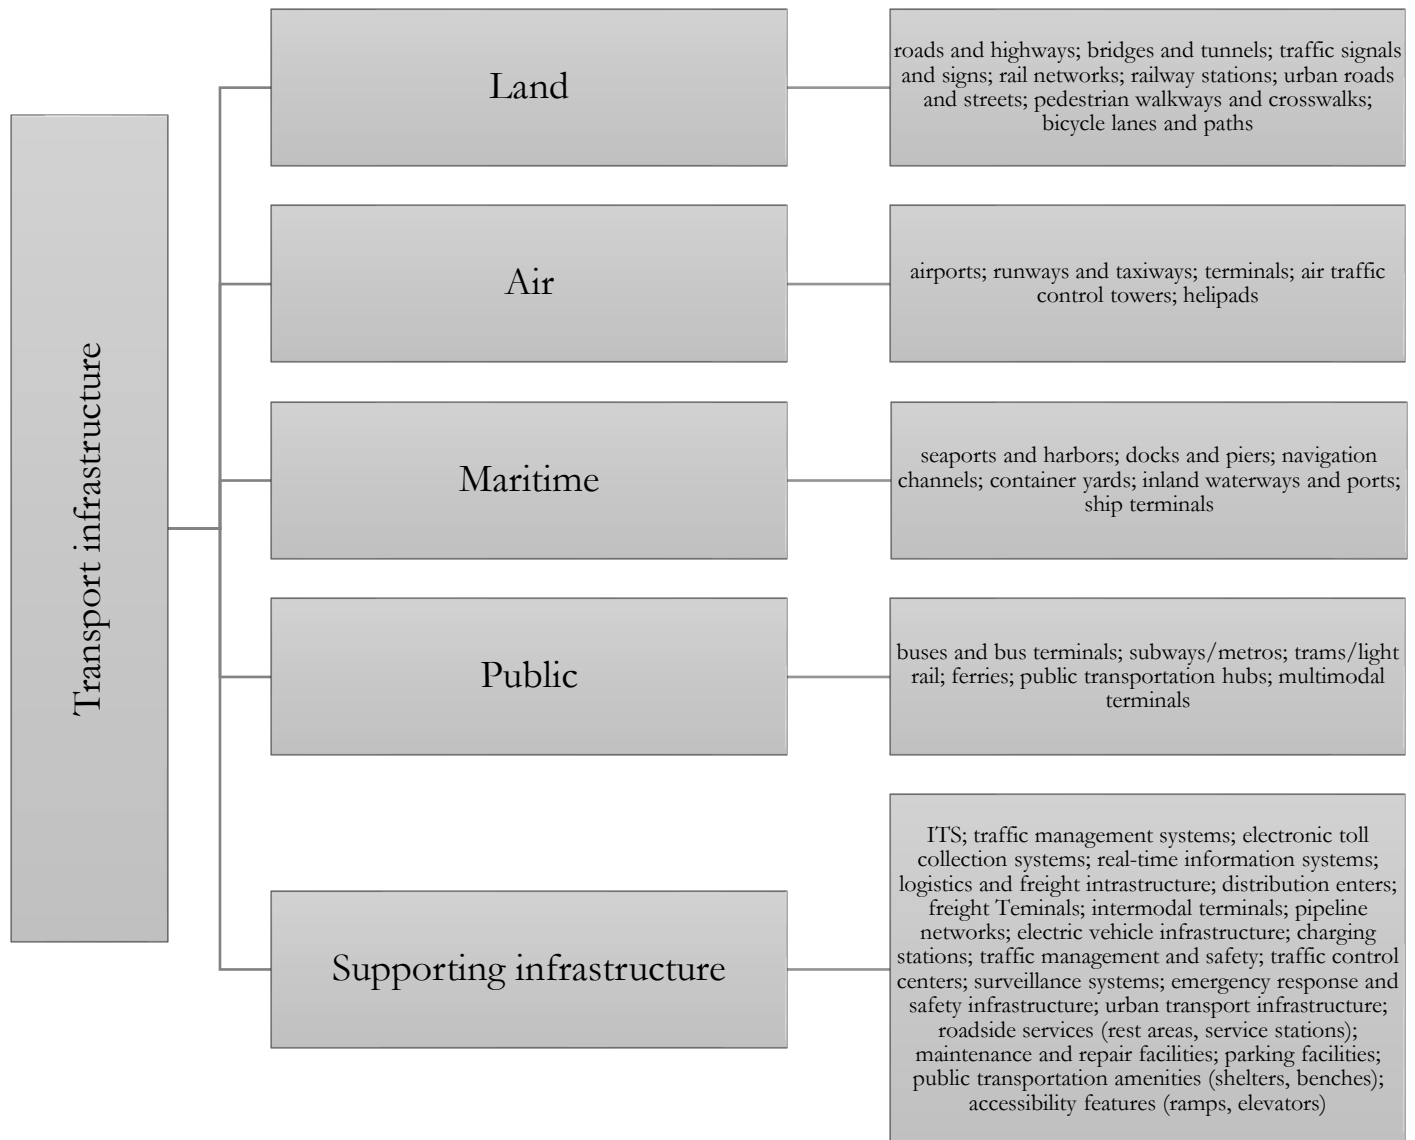 Transport infrastructure
Land
roads and highways; bridges and tunnels; traffic signals
and signs; rail networks; railway stations; urban roads
and streets; pedestrian walkways and crosswalks;
bicycle lanes and paths
Air
airports; runways and taxiways; terminals; air traffic
control towers; helipads
Maritime
seaports and harbors; docks and piers; navigation
channels; container yards; inland waterways and ports;
ship terminals
Public
buses and bus terminals; subways/metros; trams/light
rail; ferries; public transportation hubs; multimodal
terminals
Supporting infrastructure
ITS; traffic management systems; electronic toll
collection systems; real-time information systems;
logistics and freight intrastructure; distribution enters;
freight Teminals; intermodal terminals; pipeline
networks; electric vehicle infrastructure; charging
stations; traffic management and safety; traffic control
centers; surveillance systems; emergency response and
safety infrastructure; urban transport infrastructure;
roadside services (rest areas, service stations);
maintenance and repair facilities; parking facilities;
public transportation amenities (shelters, benches);
accessibility features (ramps, elevators)